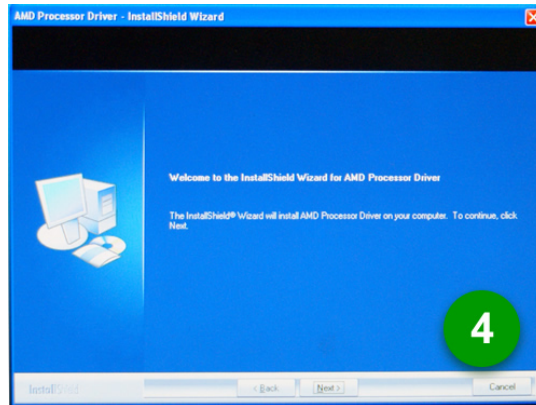 AMD Processor Driver - InstallShield Wizard
Welcome to the InstallShield Wizard for AMD Processor Driver
The InstallShield® Wizard will install AMD Processor Driver on your computer. To continue, click
Next.
4
InstallShield
< Back
Next >
Cancel